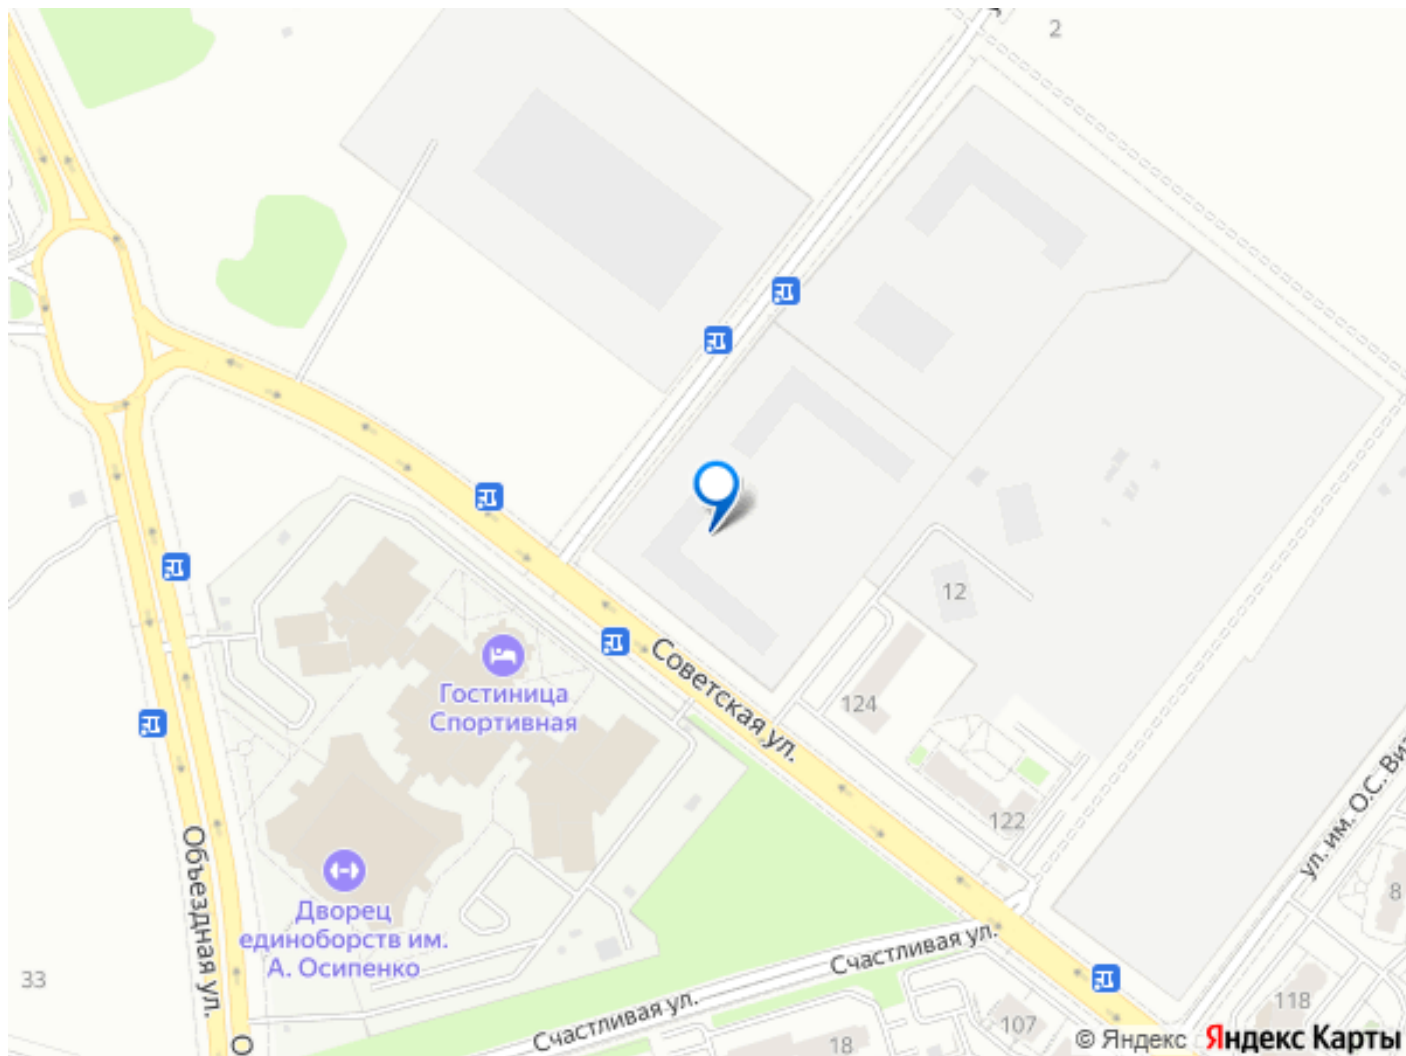 2
12
Советская ул.
Гостиница
Спортивная
124
122
ул. им. О.С. Виз
Объездная ул.
8
Дворец
единоборств им.
А. Осипенко
Счастливая ул.
33
118
Счастливая ул.
107
18
О
© Яндекс Яндекс Карты